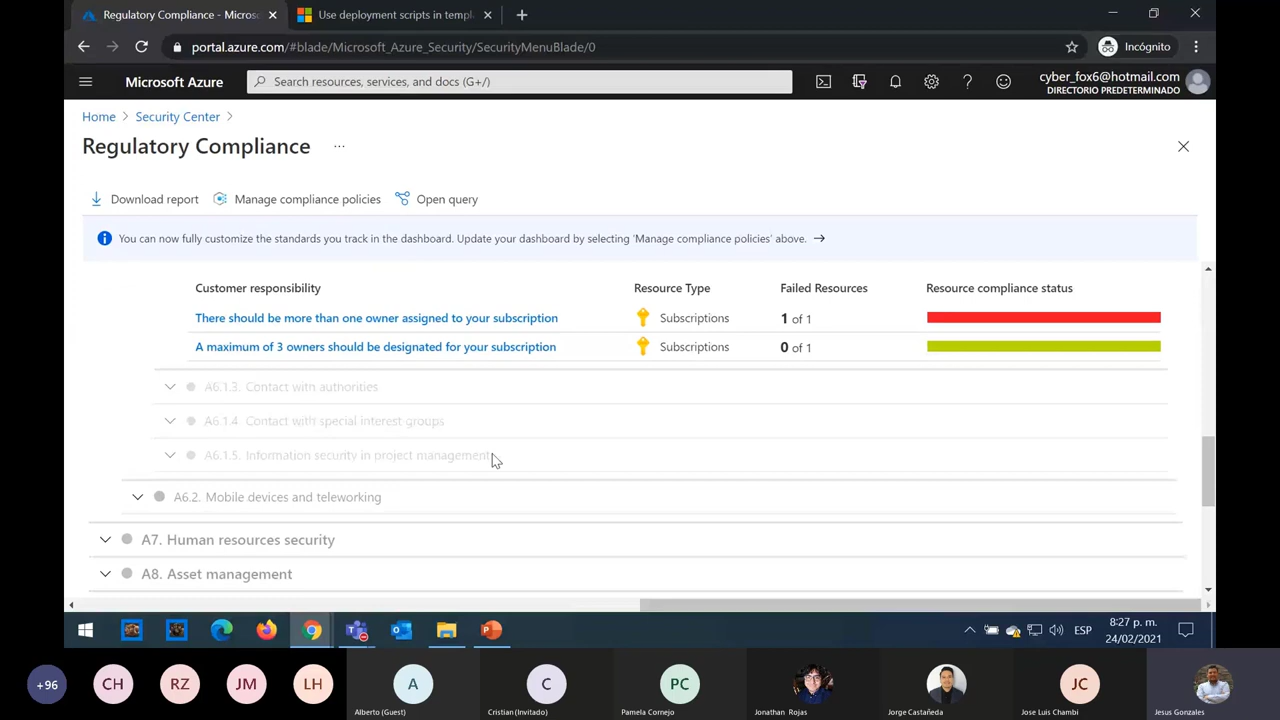 Regulatory Compliance - Microsc
Use deployment scripts in templ
portal.azure.com/#blade/Microsoft_Azure_Security/SecurityMenuBlade/0
Incógnito
Microsoft Azure
Search resources, services, and docs (G+/)
cyber_fox6@hotmail.com
DIRECTORIO PREDETERMINADO
Home > Security Center >
Regulatory Compliance ...
Download report
Manage compliance policies
Open query
You can now fully customize the standards you track in the dashboard. Update your dashboard by selecting 'Manage compliance policies' above. →
Customer responsibility Resource Type Failed Resources Resource compliance status
There should be more than one owner assigned to your subscription Subscriptions 1 of 1
A maximum of 3 owners should be designated for your subscription Subscriptions 0 of 1
A6.1.3. Contact with authorities
A6.1.4. Contact with special interest groups
A6.1.5. Information security in project management
A6.2. Mobile devices and teleworking
A7. Human resources security
A8. Asset management
ESP
8:27 p. m.
24/02/2021
+96 CH RZ JM LH A C PC JC
Alberto (Guest) Cristian (Invitado) Pamela Cornejo Jonathan Rojas Jorge Castañeda Jose Luis Chambi Jesus Gonzales